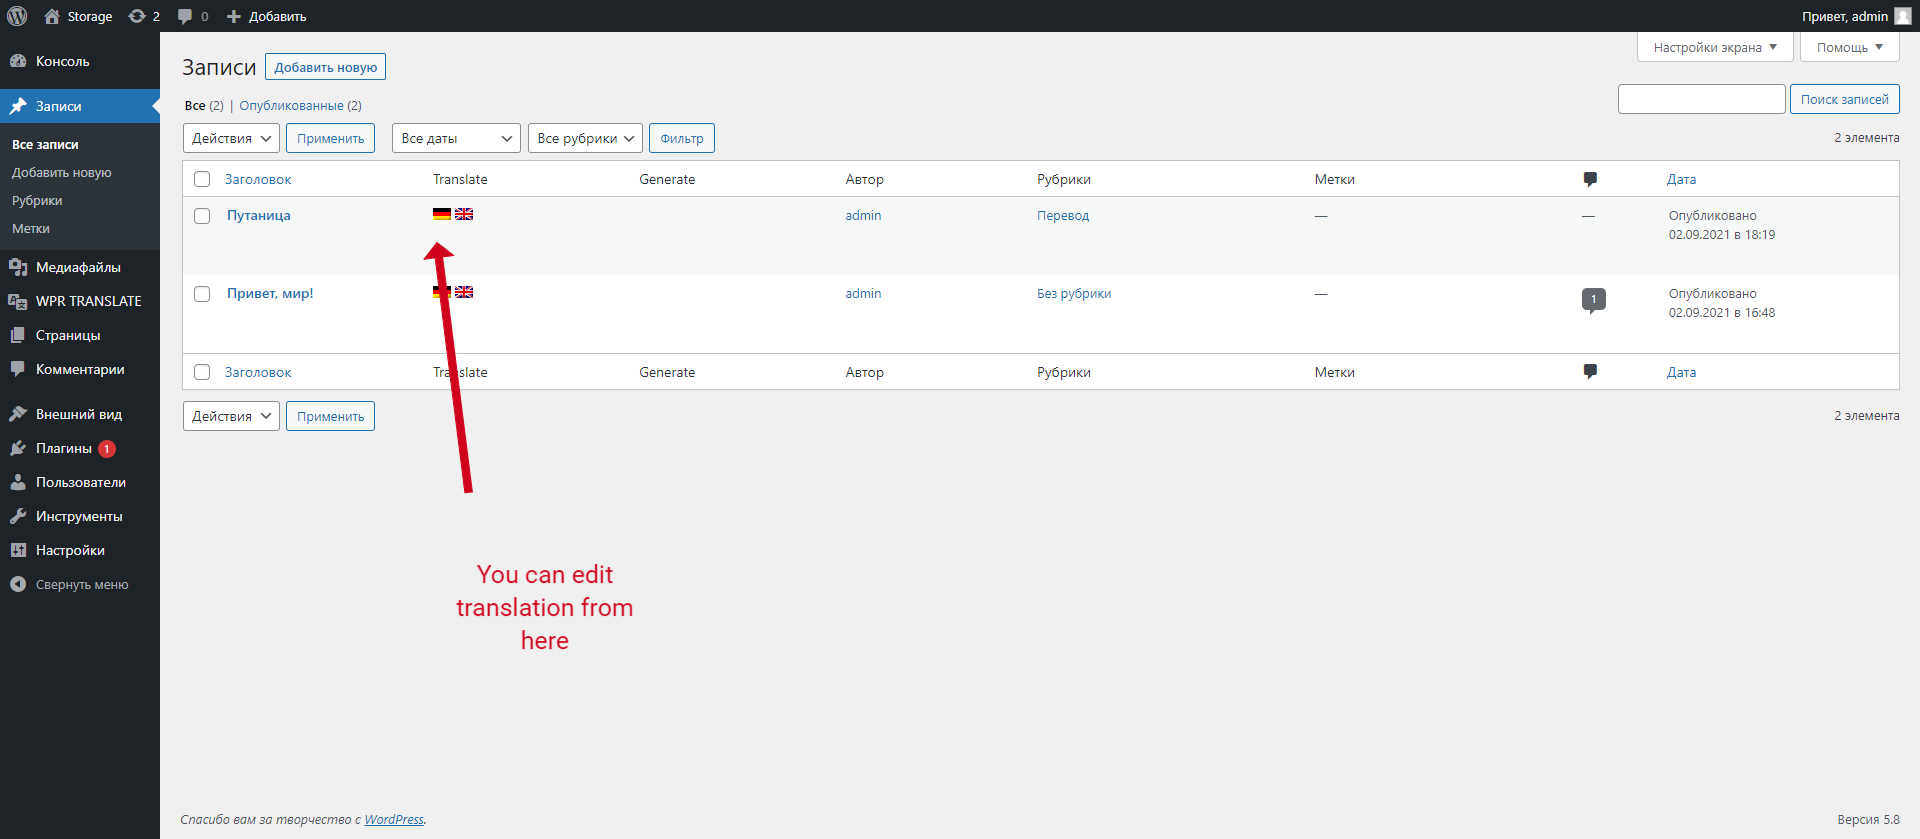 Storage 2 0 Добавить Привет, admin
Консоль
Записи
Все записи
Добавить новую
Рубрики
Метки
Медиафайлы
WPR TRANSLATE
Страницы
Комментарии
Внешний вид
Плагины 1
Пользователи
Инструменты
Настройки
Свернуть меню
Настройки экрана Помощь
Записи Добавить новую
Все (2) | Опубликованные (2)
Поиск записей
Действия Применить Все даты Все рубрики Фильтр 2 элемента
Заголовок Translate Generate Автор Рубрики Метки Дата
Путаница admin Перевод — — Опубликовано
02.09.2021 в 18:19
Привет, мир! admin Без рубрики — 1 Опубликовано
02.09.2021 в 16:48
Заголовок Translate Generate Автор Рубрики Метки Дата
Действия Применить 2 элемента
You can edit
translation from
here
Спасибо вам за творчество с WordPress. Версия 5.8